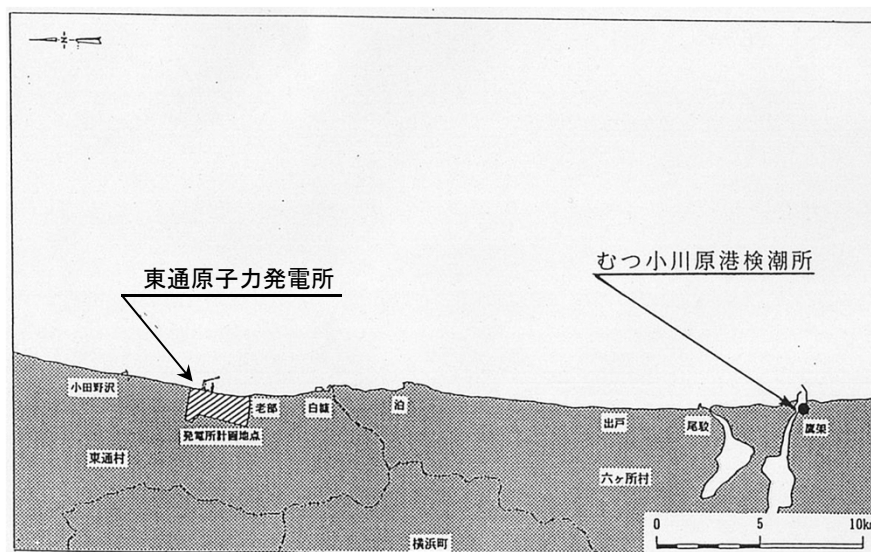 N
むつ小川原港検潮所
東通原子力発電所
小田野沢
老部
白糠
泊
発電所計画地点
出戸
尾駮
鷹架
東通村
六ヶ所村
横浜町
0 5 10km